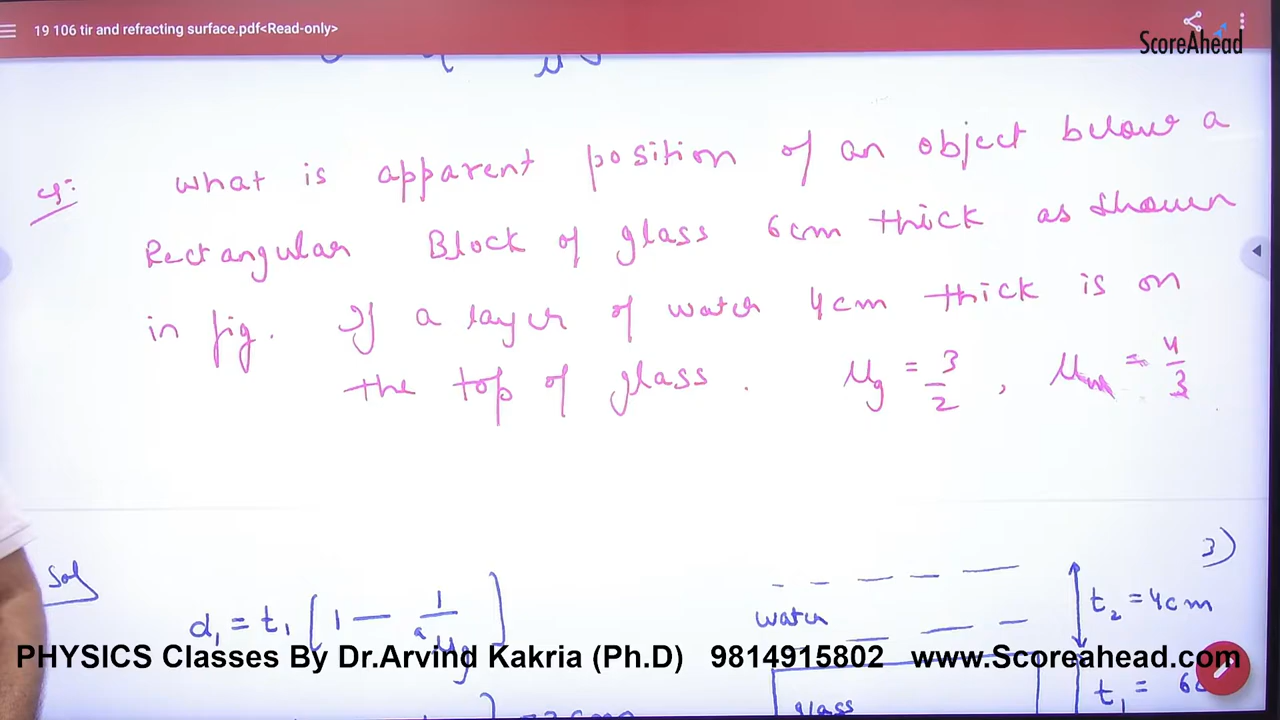 19 106 tir and refracting surface.pdf<Read-only>
ScoreAhead
What is apparent position of an object below a
Rectangular Block of glass 6cm thick as shown
in fig. If a layer of water 4cm thick is on
the top of glass. μg = 3/2, μw = 4/3
3)
Sol
d₁ = t₁ [1 − 1/ᵃμg]
water
t₂ = 4cm
PHYSICS Classes By Dr.Arvind Kakria (Ph.D) 9814915802 www.Scoreahead.com
glass
t₁ = 6